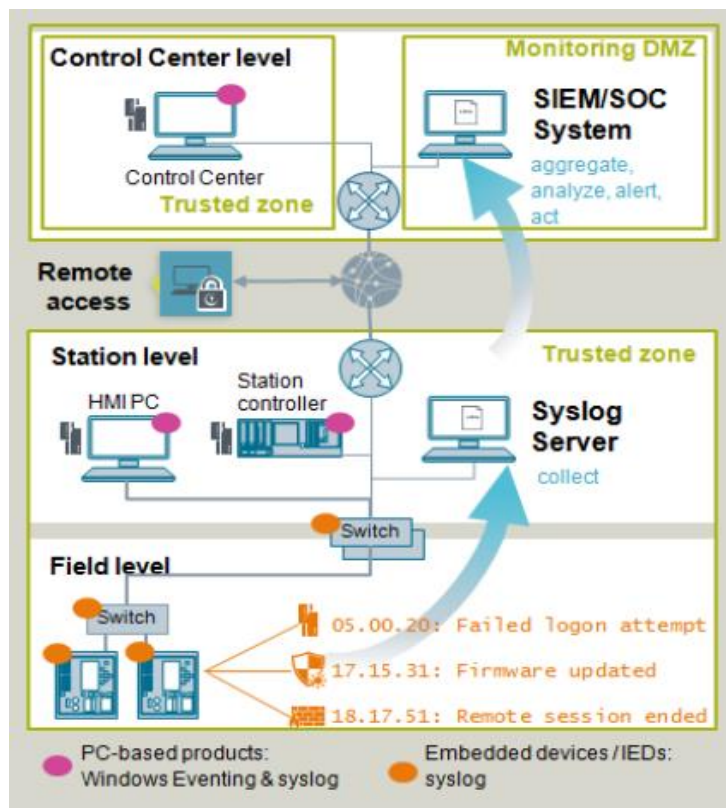 Control Center level
Monitoring DMZ
SIEM/SOC
System
aggregate,
analyze, alert,
act
Control Center
Trusted zone
Remote
access
Station level
Trusted zone
HMI PC
Station
controller
Syslog
Server
collect
Switch
Field level
Switch
05.00.20: Failed logon attempt
17.15.31: Firmware updated
18.17.51: Remote session ended
PC-based products:
Windows Eventing & syslog
Embedded devices / IEDs:
syslog